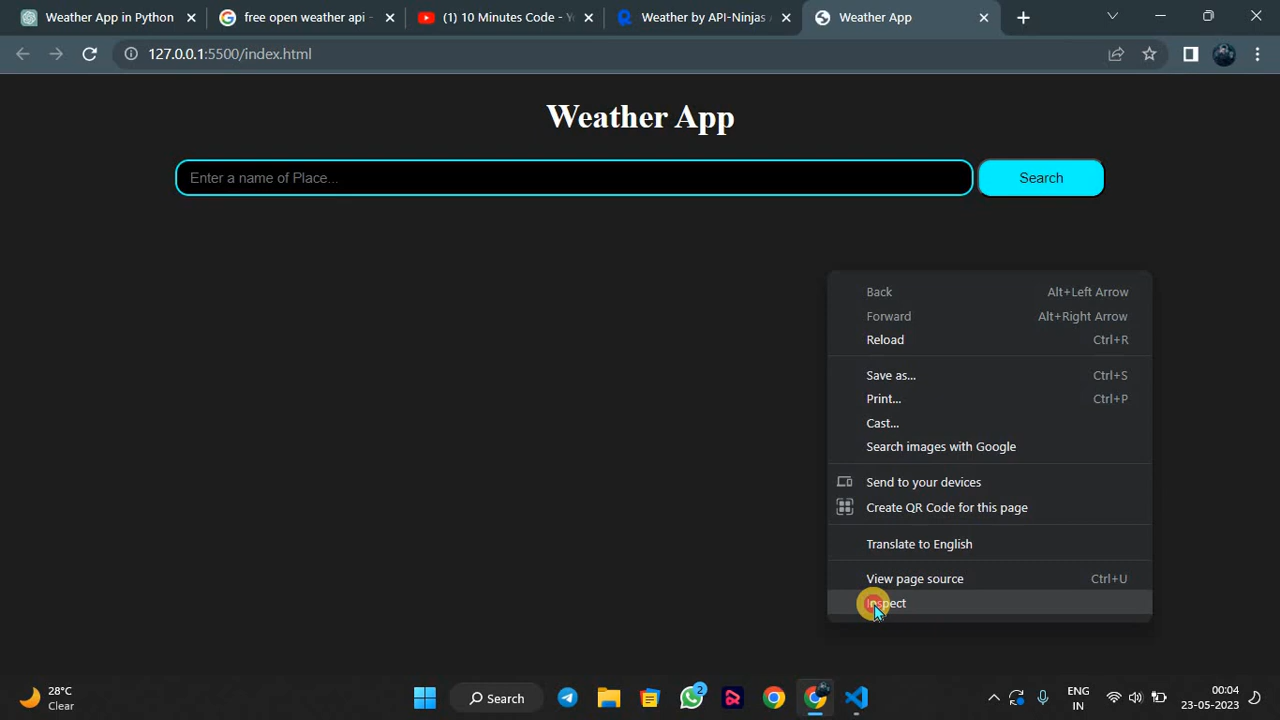 Weather App in Python
free open weather api -
(1) 10 Minutes Code - Y
Weather by API-Ninjas
Weather App
127.0.0.1:5500/index.html
Weather App
Enter a name of Place...
Search
Back Alt+Left Arrow
Forward Alt+Right Arrow
Reload Ctrl+R
Save as... Ctrl+S
Print... Ctrl+P
Cast...
Search images with Google
Send to your devices
Create QR Code for this page
Translate to English
View page source Ctrl+U
Inspect
28°C
Clear
Search
2
ENG
IN
00:04
23-05-2023